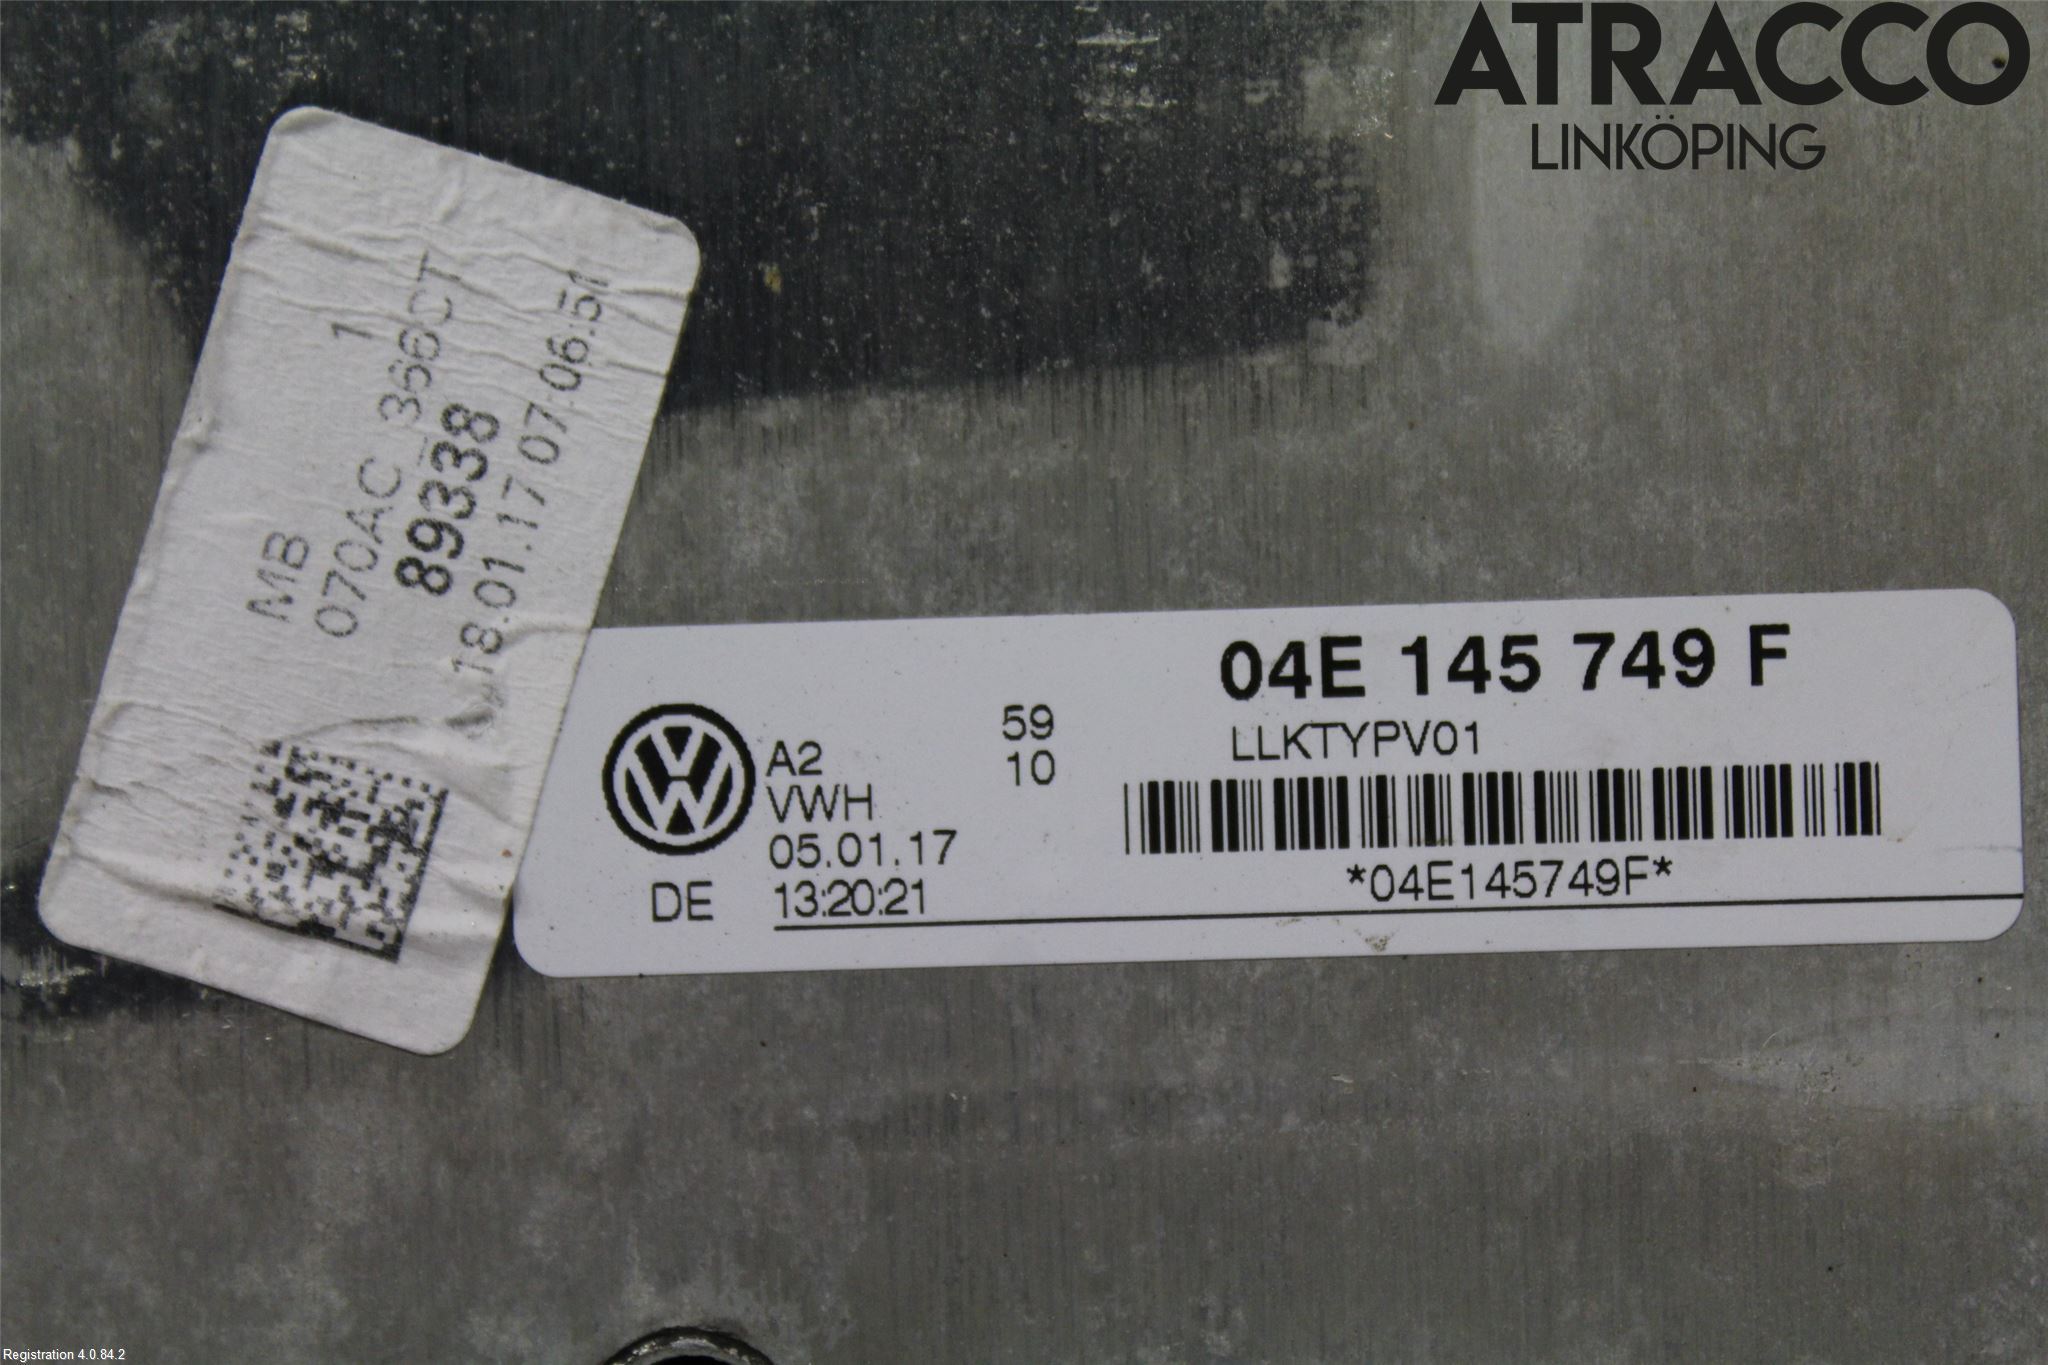 ATRACCO
LINKÖPING
MB 1
070AC 366CT
89338
18.01.17 07:06:51
04E 145 749 F
LLKTYPV01
59
10
A2
VWH
05.01.17
DE 13:20:21
*04E145749F*
Registration 4.0.84.2